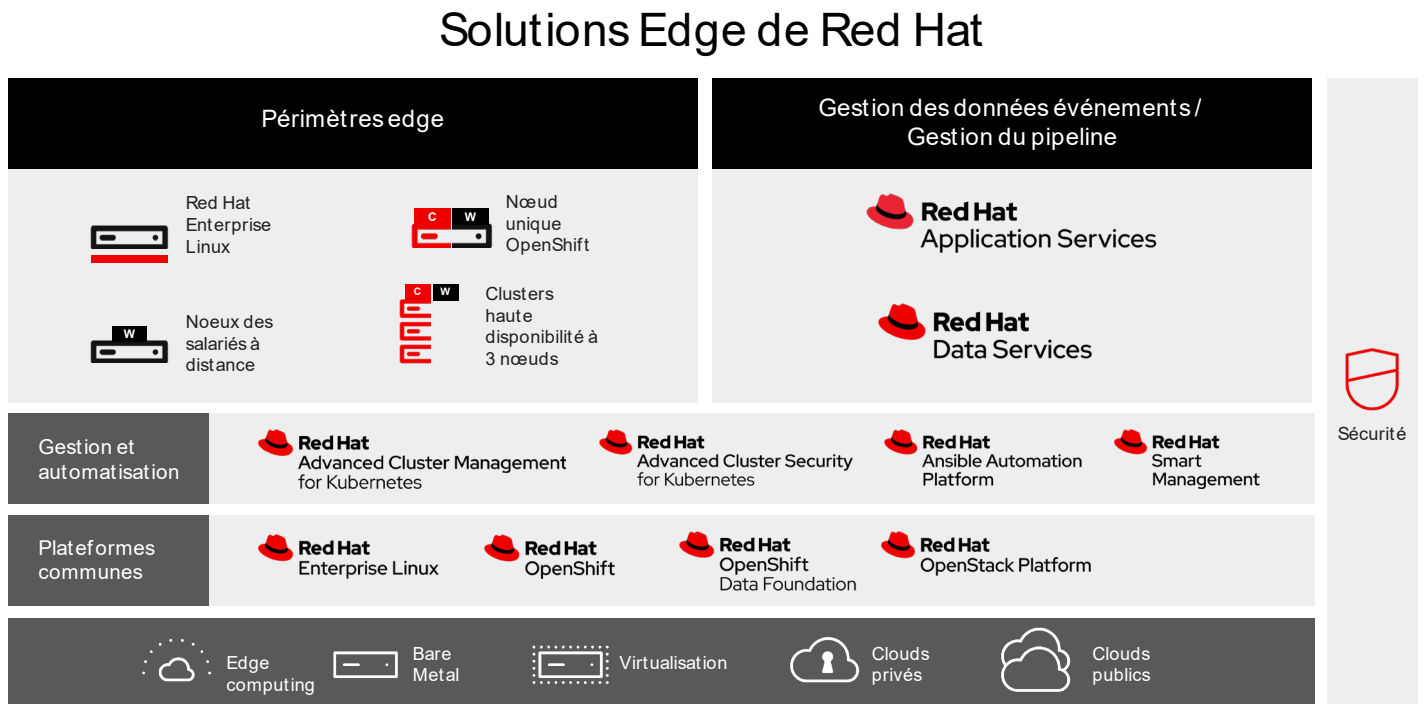 Solutions Edge de Red Hat
Périmètres edge
Gestion des données événements /
Gestion du pipeline
Red Hat
Enterprise
Linux
C W
Nœud
unique
OpenShift
W
Noeux des
salariés à
distance
C W
Clusters
haute
disponibilité à
3 nœuds
Red Hat
Application Services
Red Hat
Data Services
Sécurité
Gestion et
automatisation
Red Hat
Advanced Cluster Management
for Kubernetes
Red Hat
Advanced Cluster Security
for Kubernetes
Red Hat
Ansible Automation
Platform
Red Hat
Smart
Management
Plateformes
communes
Red Hat
Enterprise Linux
Red Hat
OpenShift
Red Hat
OpenShift
Data Foundation
Red Hat
OpenStack Platform
Edge
computing
Bare
Metal
Virtualisation
Clouds
privés
Clouds
publics